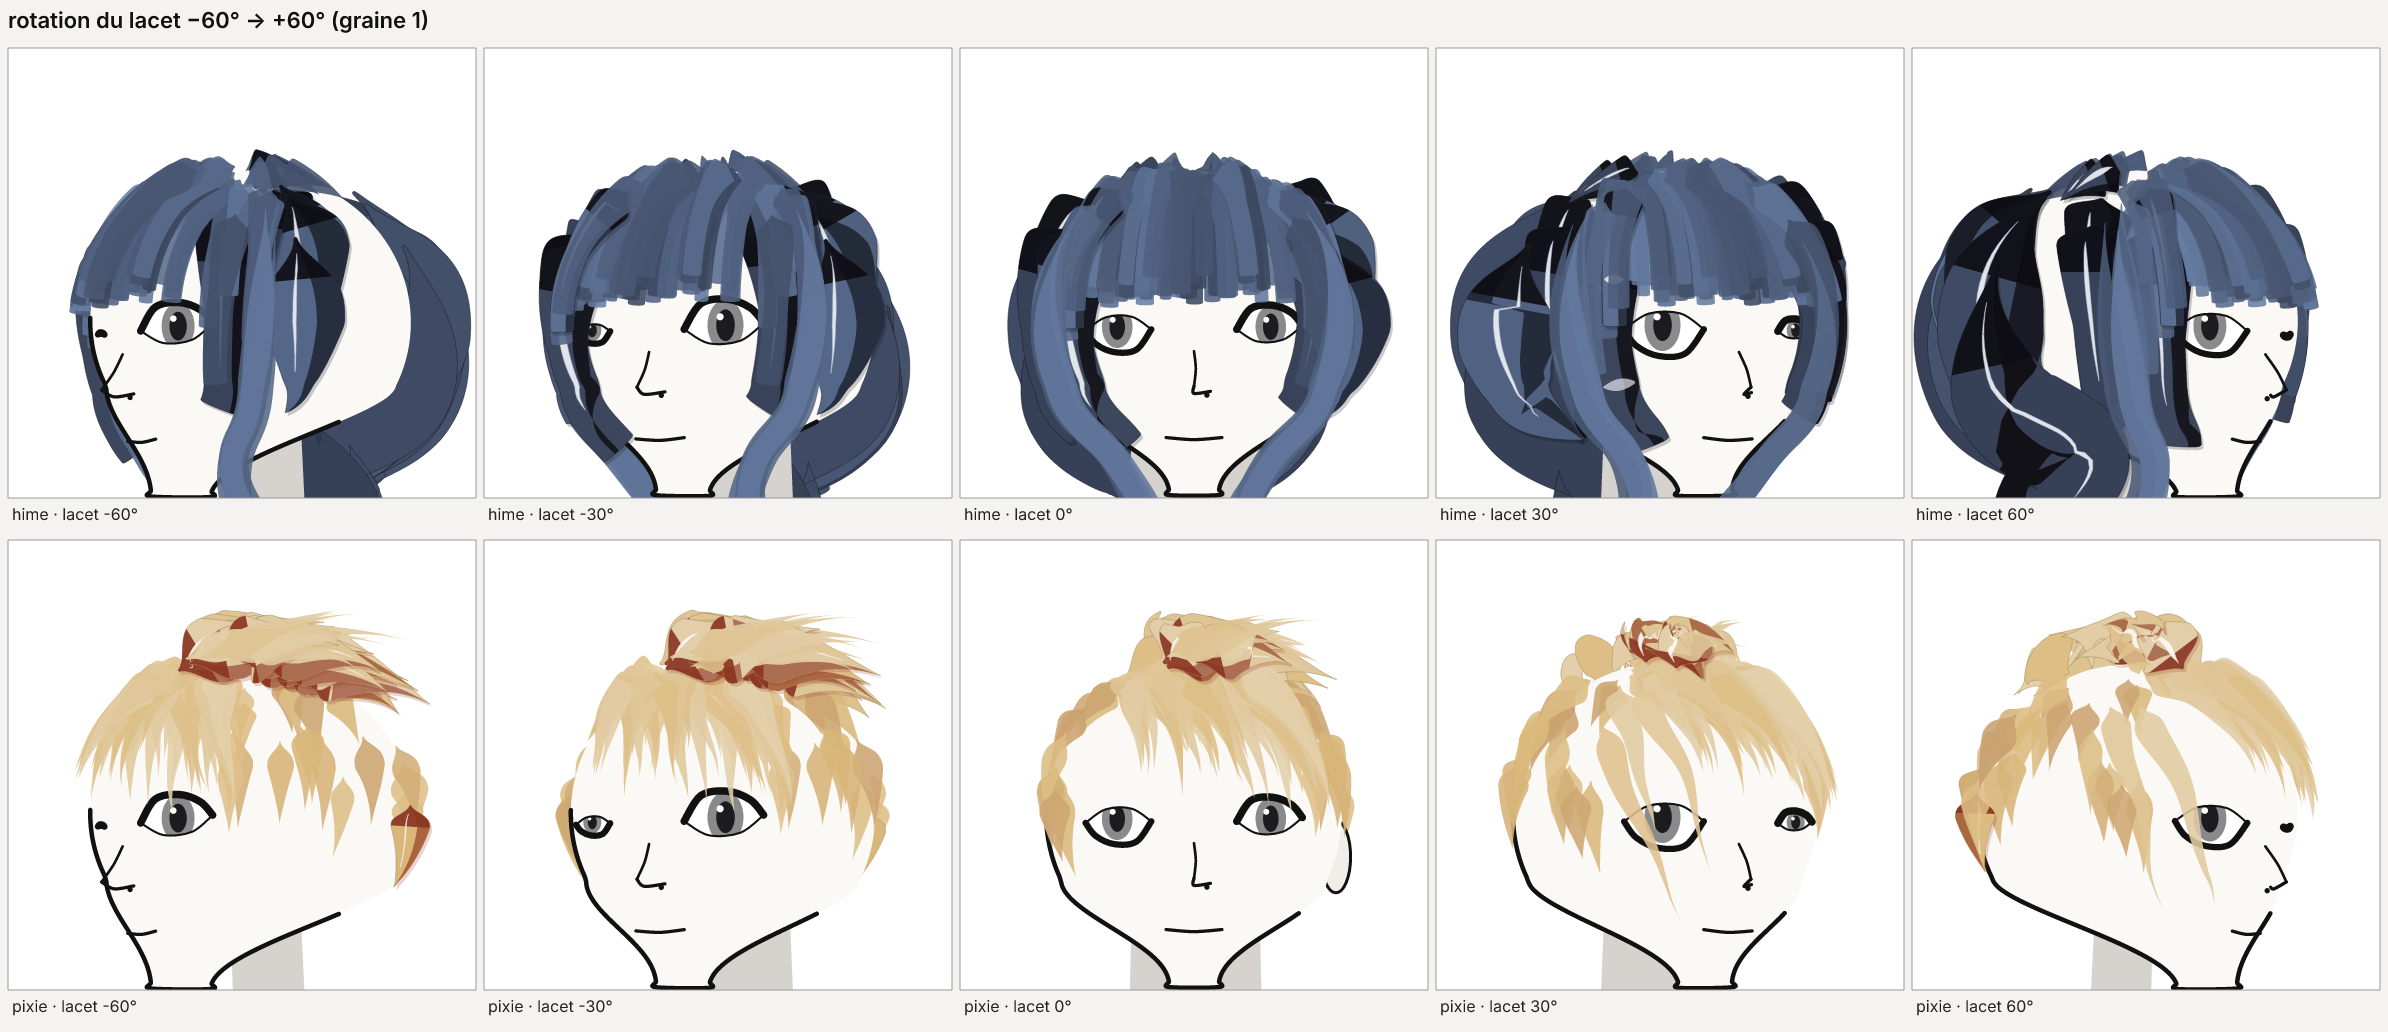 rotation du lacet −60° → +60° (graine 1)
hime · lacet -60°
hime · lacet -30°
hime · lacet 0°
hime · lacet 30°
hime · lacet 60°
pixie · lacet -60°
pixie · lacet -30°
pixie · lacet 0°
pixie · lacet 30°
pixie · lacet 60°